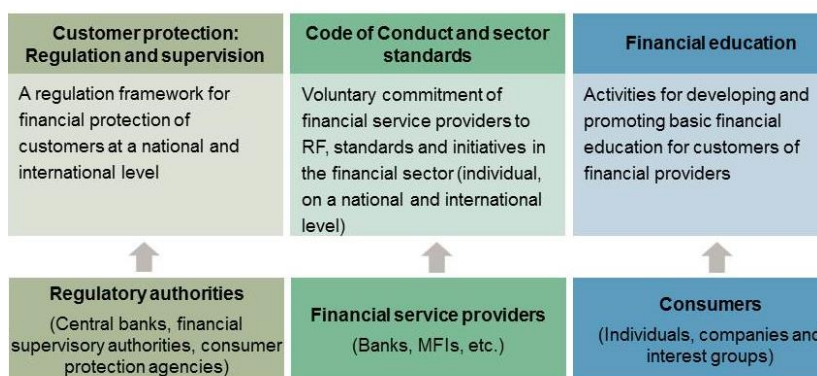 Customer protection:
Regulation and supervision
A regulation framework for
financial protection of
customers at a national and
international level
Code of Conduct and sector
standards
Voluntary commitment of
financial service providers to
RF, standards and initiatives in
the financial sector (individual,
on a national and international
level)
Financial education
Activities for developing and
promoting basic financial
education for customers of
financial providers
Regulatory authorities
(Central banks, financial
supervisory authorities, consumer
protection agencies)
Financial service providers
(Banks, MFIs, etc.)
Consumers
(Individuals, companies and
interest groups)